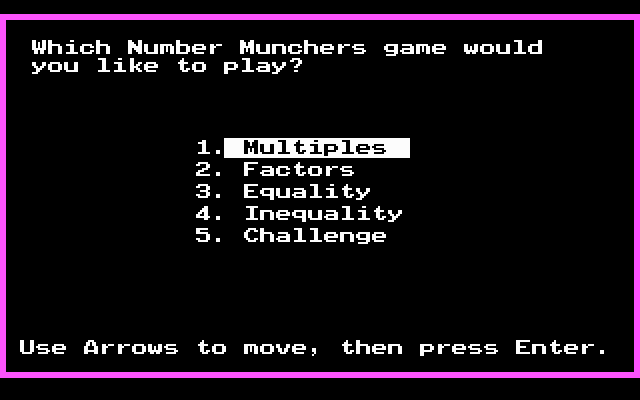 Which Number Munchers game would
you like to play?
1. Multiples
2. Factors
3. Equality
4. Inequality
5. Challenge
Use Arrows to move, then press Enter.